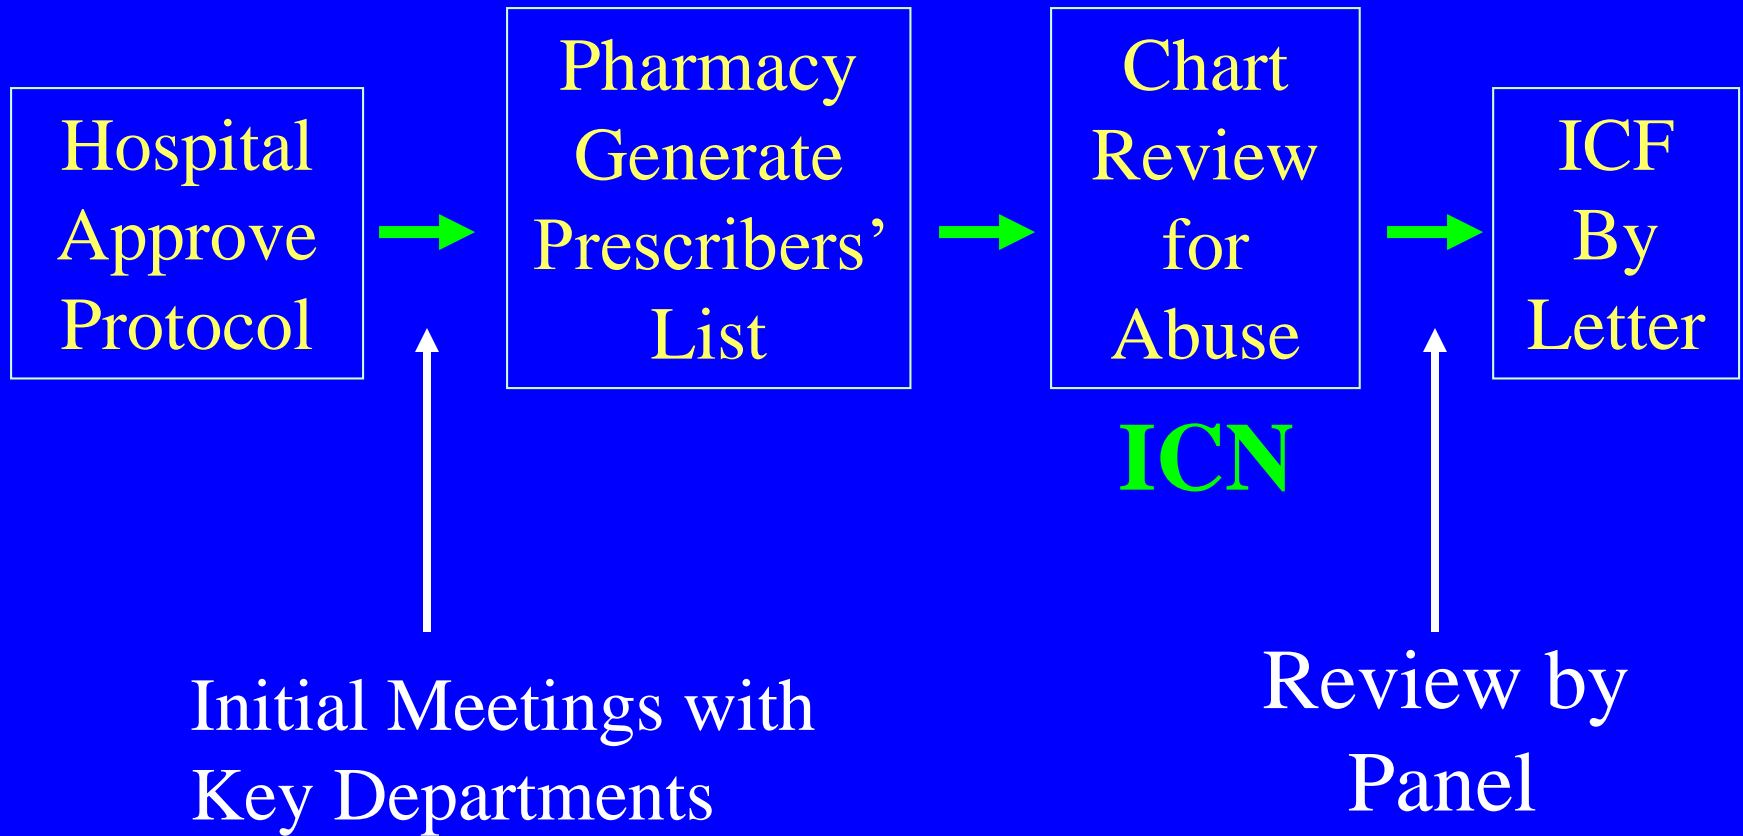 Hospital
Approve
Protocol
Pharmacy
Generate
Prescribers’
List
Chart
Review
for
Abuse
ICF
By
Letter
ICN
Initial Meetings with
Key Departments
Review by
Panel